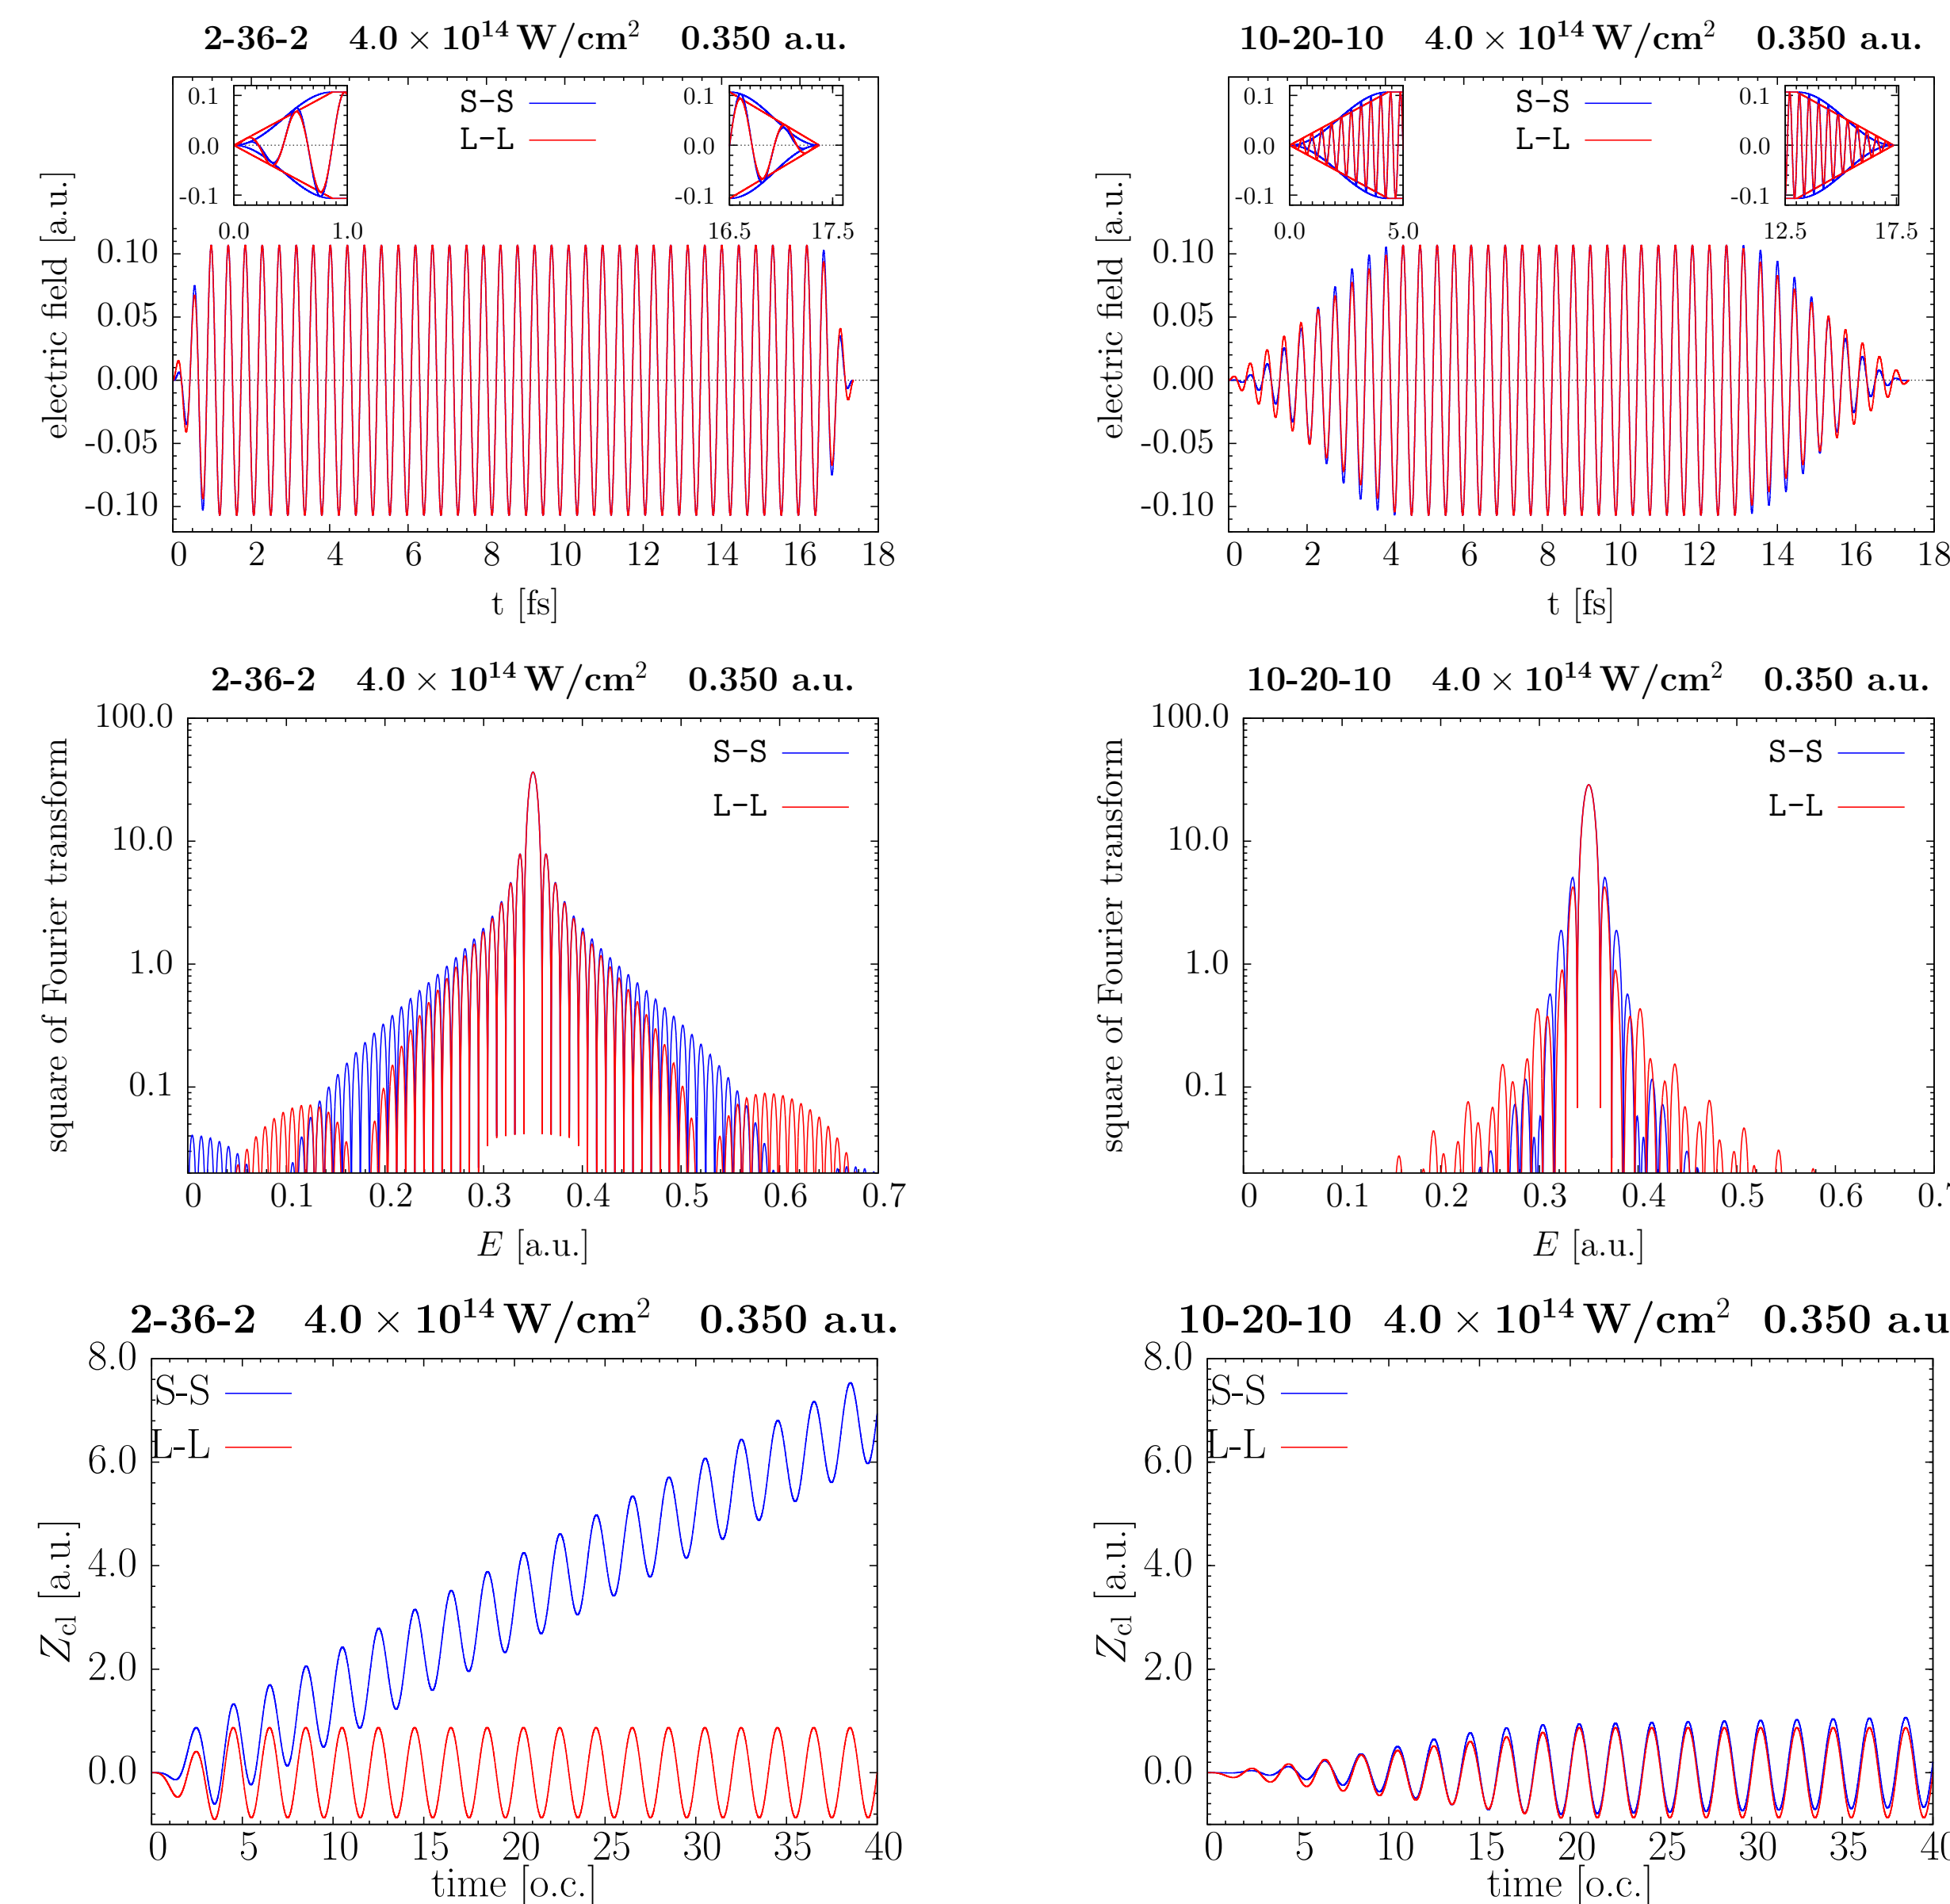 2-36-2 4.0 × 10¹⁴ W/cm² 0.350 a.u.
0.1
0.0
-0.1
0.0 1.0
S-S
L-L
0.1
0.0
-0.1
16.5 17.5
electric field [a.u.]
0.10
0.05
0.00
-0.05
-0.10
0 2 4 6 8 10 12 14 16 18
t [fs]
10-20-10 4.0 × 10¹⁴ W/cm² 0.350 a.u.
0.1
0.0
-0.1
0.0 5.0
S-S
L-L
0.1
0.0
-0.1
12.5 17.5
electric field [a.u.]
0.10
0.05
0.00
-0.05
-0.10
0 2 4 6 8 10 12 14 16 18
t [fs]
2-36-2 4.0 × 10¹⁴ W/cm² 0.350 a.u.
square of Fourier transform
100.0
10.0
1.0
0.1
S-S
L-L
0 0.1 0.2 0.3 0.4 0.5 0.6 0.7
E [a.u.]
10-20-10 4.0 × 10¹⁴ W/cm² 0.350 a.u.
square of Fourier transform
100.0
10.0
1.0
0.1
S-S
L-L
0 0.1 0.2 0.3 0.4 0.5 0.6 0.
E [a.u.]
2-36-2 4.0 × 10¹⁴ W/cm² 0.350 a.u.
Z_cl [a.u.]
8.0
6.0
4.0
2.0
0.0
S-S
L-L
0 5 10 15 20 25 30 35 40
time [o.c.]
10-20-10 4.0 × 10¹⁴ W/cm² 0.350 a.u
Z_cl [a.u.]
8.0
6.0
4.0
2.0
0.0
S-S
L-L
0 5 10 15 20 25 30 35 40
time [o.c.]